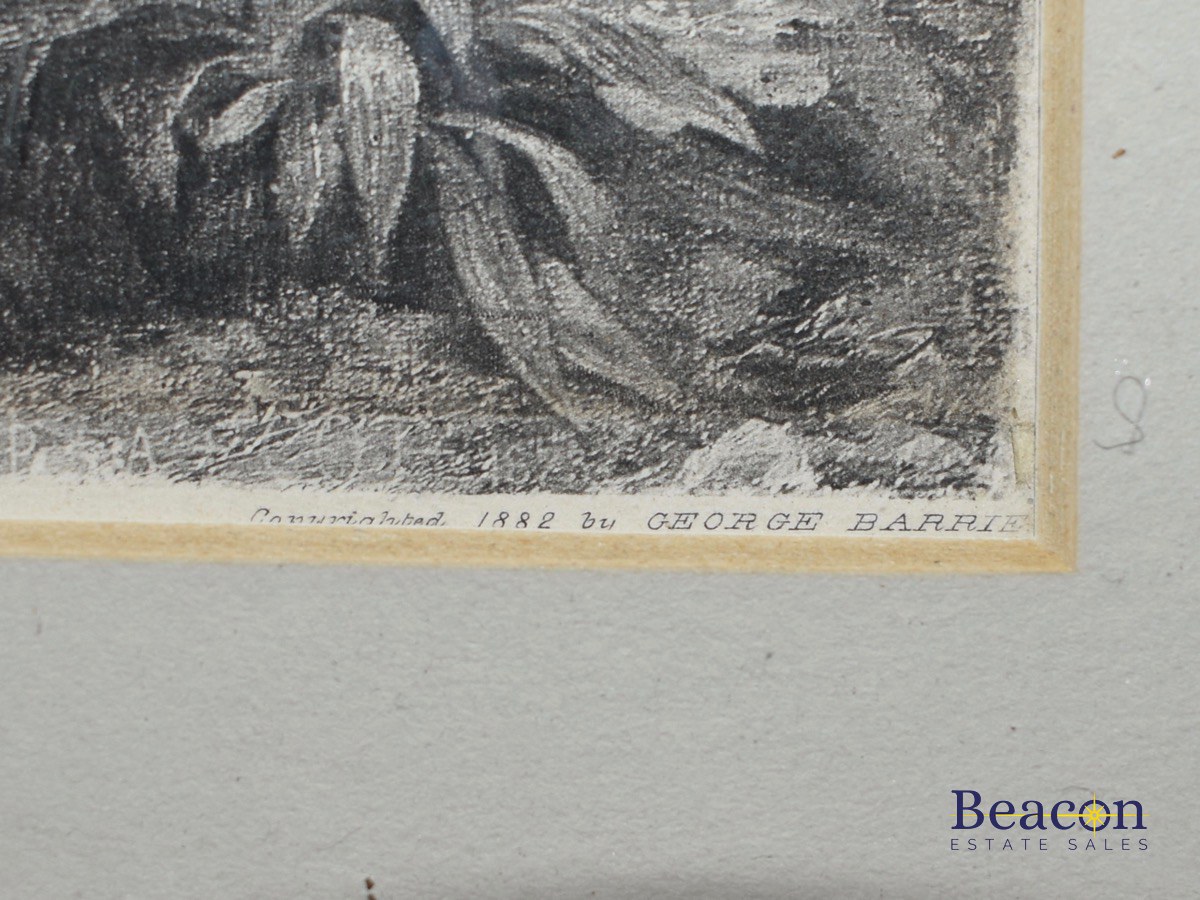 Copyrighted 1882 by GEORGE BARRIE
Beacon
ESTATE SALES